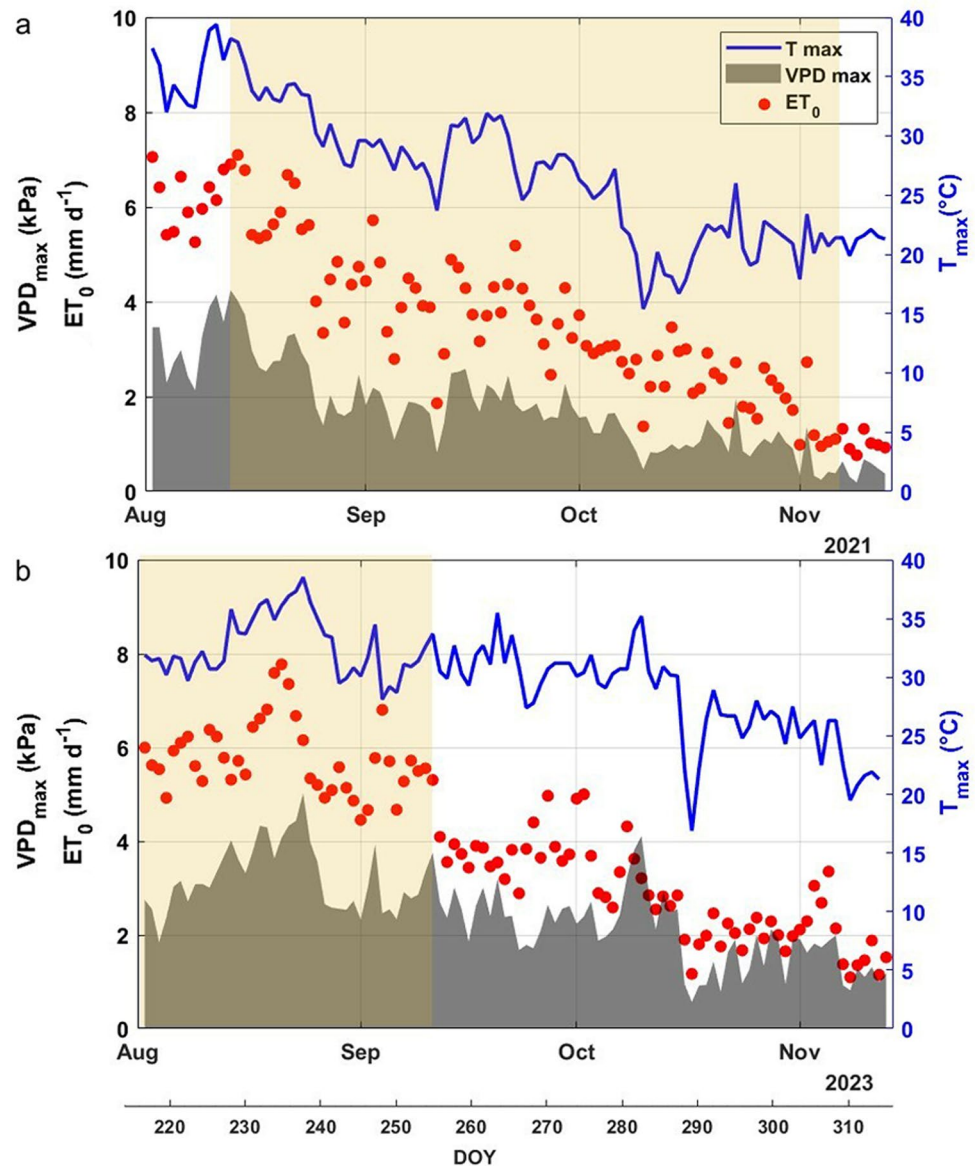 a
10
8
6
4
2
0
VPDmax (kPa)
ET0 (mm d-1)
T max
VPD max
ET0
40
35
30
25
20
15
10
5
0
Tmax(°C)
Aug
Sep
Oct
Nov
2021
b
10
8
6
4
2
0
VPDmax (kPa)
ET0 (mm d-1)
40
35
30
25
20
15
10
5
0
Tmax (°C)
Aug
Sep
Oct
Nov
2023
220 230 240 250 260 270 280 290 300 310
DOY